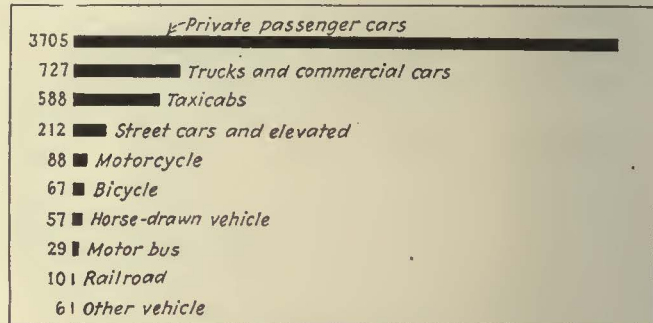 Private passenger cars
3705
727 Trucks and commercial cars
588 Taxicabs
212 Street cars and elevated
88 Motorcycle
67 Bicycle
57 Horse-drawn vehicle
29 Motor bus
10 Railroad
6 Other vehicle